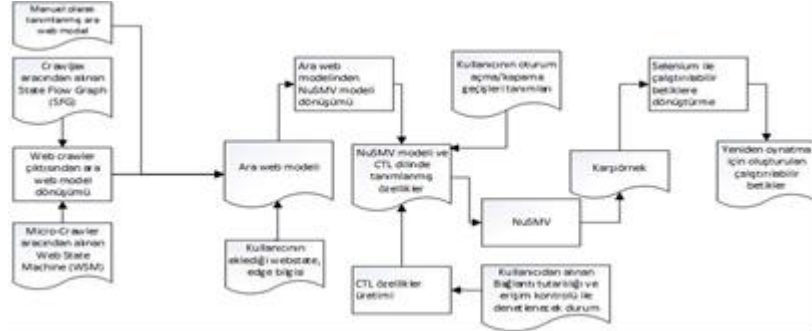 Manuel olarak
tanımlanmış ara
web model
Crawljax
aracından alınan
State Flow Graph
(SFG)
Web crawler
çıktısından ara
web model
dönüşümü
Micro-Crawler
aracından alınan
Web State
Machine (WSM)
Ara web modeli
Kullanıcının
eklediği webstate,
edge bilgisi
Ara web
modelinden
NuSMV modeli
dönüşümü
Kullanıcının oturum
açma/kapama
geçişleri tanımları
NuSMV modeli ve
CTL dilinde
tanımlanmış
özellikler
CTL özellikler
üretimi
Kullanıcıdan alınan
Bağlantı tutarlılığı ve
erişim kontrolü ile
denetlenecek durum
NuSMV
Karşıörnek
Selenium ile
çalıştırılabilir
betiklere
dönüştürme
Yeniden oynatma
için oluşturulan
çalıştırılabilir
betikler